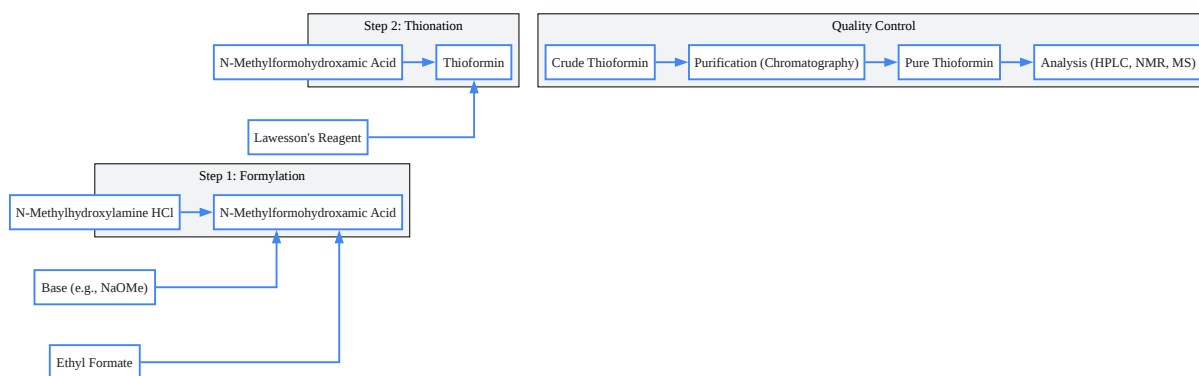 Step 2: Thionation
N-Methylformohydroxamic Acid
Thioformin
Lawesson's Reagent
Quality Control
Crude Thioformin
Purification (Chromatography)
Pure Thioformin
Analysis (HPLC, NMR, MS)
Step 1: Formylation
N-Methylhydroxylamine HCl
N-Methylformohydroxamic Acid
Base (e.g., NaOMe)
Ethyl Formate